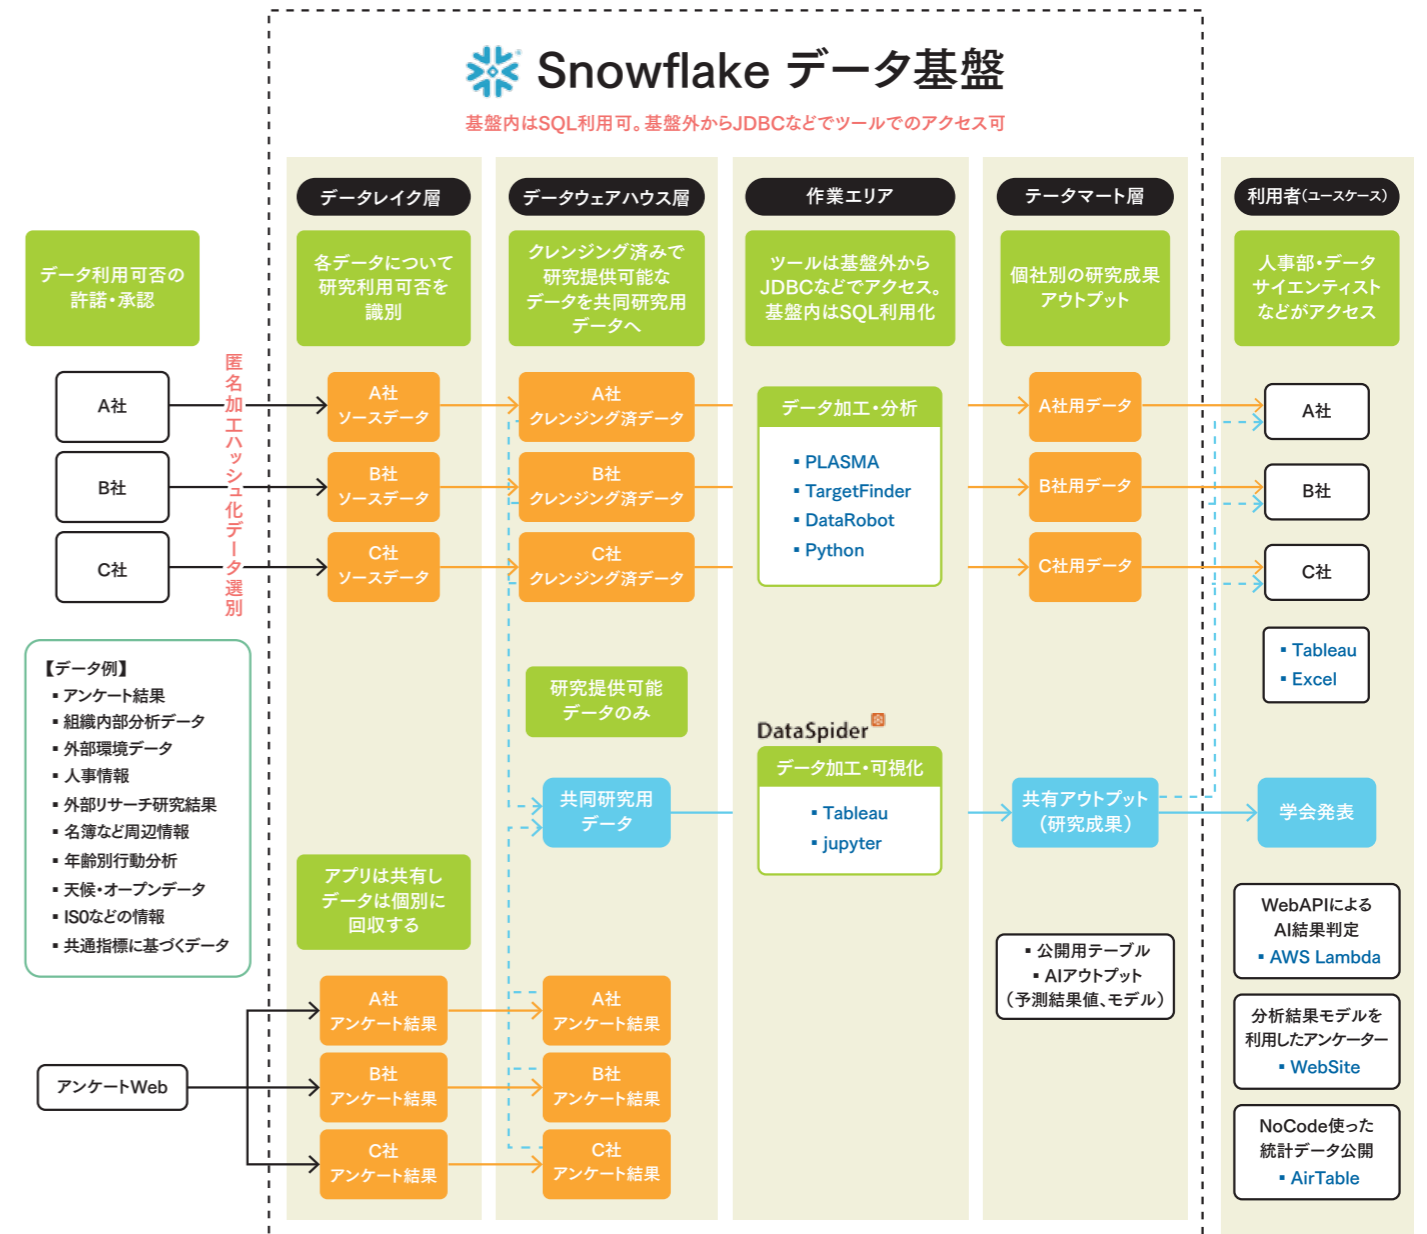 Snowflake データ基盤
基盤内はSQL利用可。基盤外からJDBCなどでツールでのアクセス可
データ利用可否の
許諾・承認
A社
B社
C社
匿名加工ハッシュ化データ選別
【データ例】
▪ アンケート結果
▪ 組織内部分析データ
▪ 外部環境データ
▪ 人事情報
▪ 外部リサーチ研究結果
▪ 名簿など周辺情報
▪ 年齢別行動分析
▪ 天候・オープンデータ
▪ ISOなどの情報
▪ 共通指標に基づくデータ
アンケートWeb
データレイク層
各データについて
研究利用可否を
識別
A社
ソースデータ
B社
ソースデータ
C社
ソースデータ
アプリは共有し
データは個別に
回収する
A社
アンケート結果
B社
アンケート結果
C社
アンケート結果
データウェアハウス層
クレンジング済みで
研究提供可能な
データを共同研究用
データへ
A社
クレンジング済データ
B社
クレンジング済データ
C社
クレンジング済データ
研究提供可能
データのみ
共同研究用
データ
A社
アンケート結果
B社
アンケート結果
C社
アンケート結果
作業エリア
ツールは基盤外から
JDBCなどでアクセス。
基盤内はSQL利用化
データ加工・分析
▪ PLASMA
▪ TargetFinder
▪ DataRobot
▪ Python
DataSpider
データ加工・可視化
▪ Tableau
▪ jupyter
テータマート層
個社別の研究成果
アウトプット
A社用データ
B社用データ
C社用データ
共有アウトプット
（研究成果）
▪ 公開用テーブル
▪ AIアウトプット
（予測結果値、モデル）
利用者（ユースケース）
人事部・データ
サイエンティスト
などがアクセス
A社
B社
C社
▪ Tableau
▪ Excel
学会発表
WebAPIによる
AI結果判定
▪ AWS Lambda
分析結果モデルを
利用したアンケーター
▪ WebSite
NoCode使った
統計データ公開
▪ AirTable